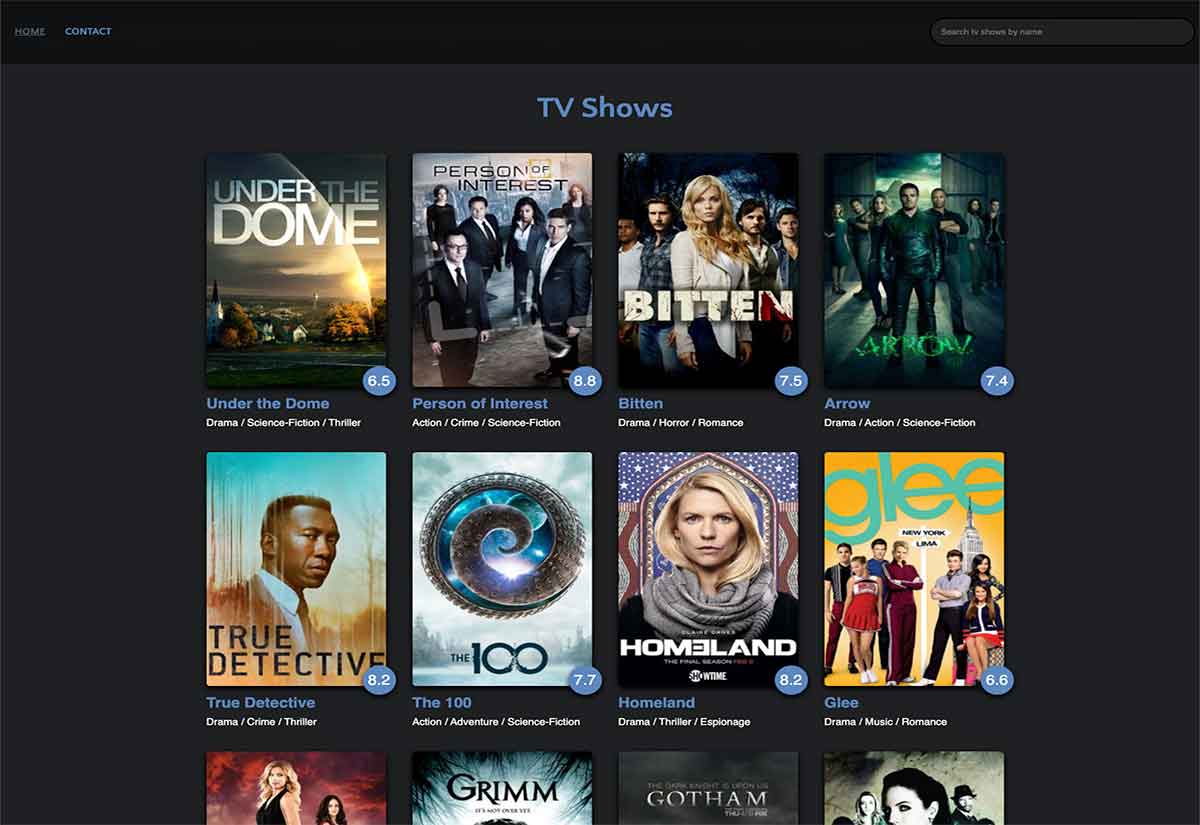 HOME CONTACT Search tv shows by name
TV Shows
UNDER THE
DOME
6.5
Under the Dome
Drama / Science-Fiction / Thriller
PERSON OF
INTEREST
8.8
Person of Interest
Action / Crime / Science-Fiction
BITTEN
7.5
Bitten
Drama / Horror / Romance
ARROW
7.4
Arrow
Drama / Action / Science-Fiction
TRUE
DETECTIVE
8.2
True Detective
Drama / Crime / Thriller
THE 100
7.7
The 100
Action / Adventure / Science-Fiction
CLAIRE DANES
HOMELAND
THE FINAL SEASON FEB 9
SHOWTIME
8.2
Homeland
Drama / Thriller / Espionage
glee
NEW YORK
LIMA
6.6
Glee
Drama / Music / Romance
GRIMM
IT'S NOT OVER YET.
THE DARK KNIGHT IS UPON US
GOTHAM